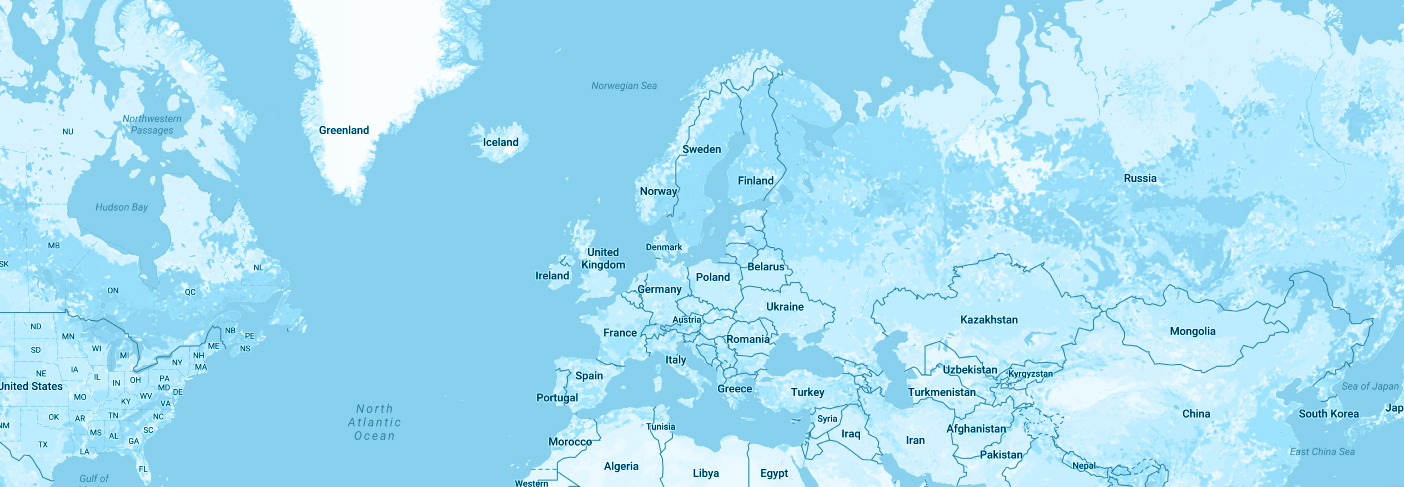 Norwegian Sea
Northwestern
Passages
NU
Greenland
Iceland
Sweden
Finland
Norway
Russia
Hudson Bay
MB
SK
Denmark
United
Kingdom
Ireland
NL
Belarus
Poland
Germany
ON
QC
Ukraine
Austria
Kazakhstan
ND
MN
NB
PE
NS
ME
France
Romania
Mongolia
SD
WI
MI
NH
MA
NY
Italy
NE
IA
IL
IN
OH
PA
MD
DE
United States
Spain
Portugal
Greece
Turkey
Uzbekistan
Kyrgyzstan
Turkmenistan
Sea of Japan
MO
KY
WV
VA
North
Atlantic
Ocean
OK
AR
TN
NC
Tunisia
Syria
China
South Korea
Jap
NM
MS
AL
GA
SC
Morocco
Iraq
Iran
Afghanistan
TX
LA
FL
Algeria
Libya
Egypt
Pakistan
Nepal
East China Sea
Gulf of
Western